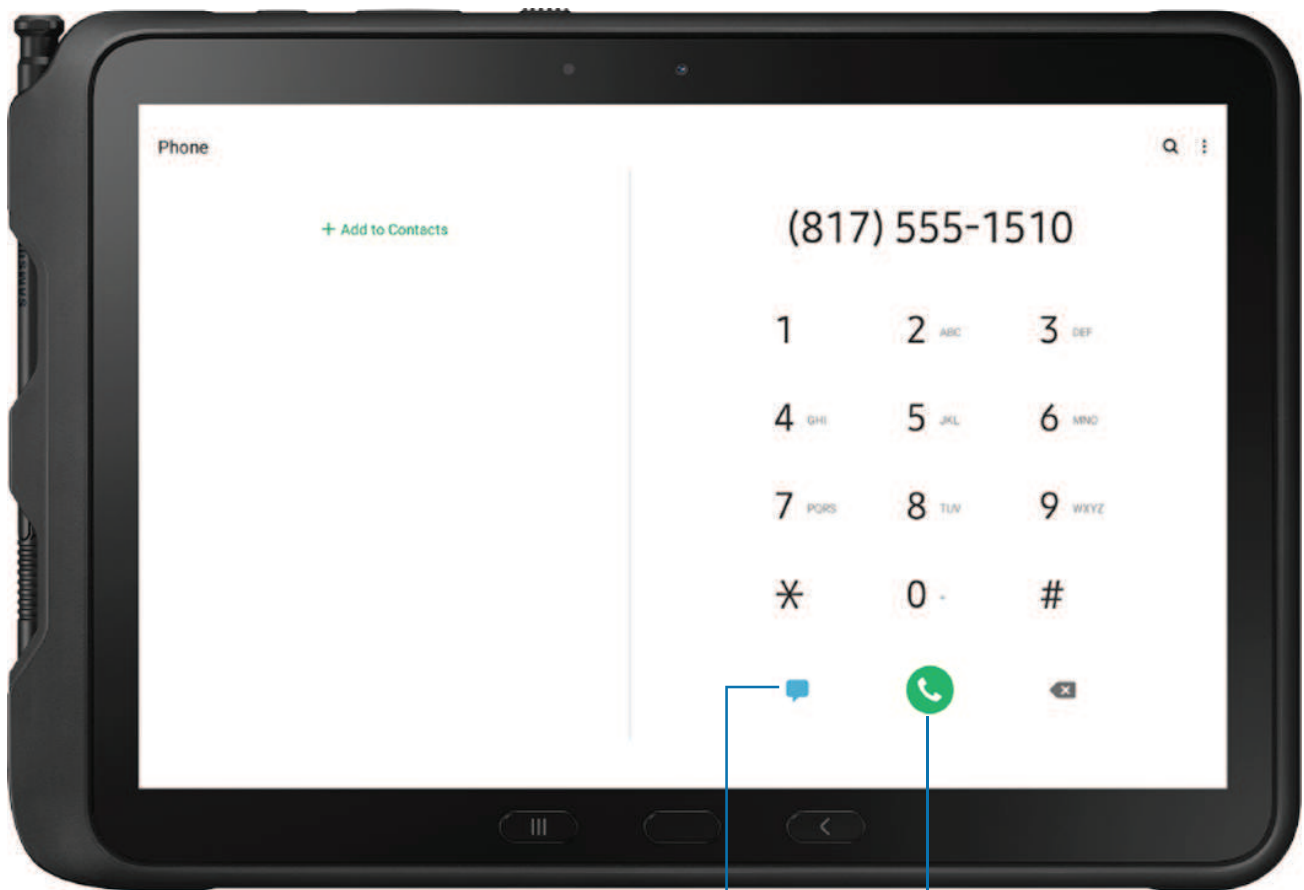 Phone
+ Add to Contacts
(817) 555-1510
1
2 ABC
3 DEF
4 GHI
5 JKL
6 MNO
7 PQRS
8 TUV
9 WXYZ
*
0 +
#